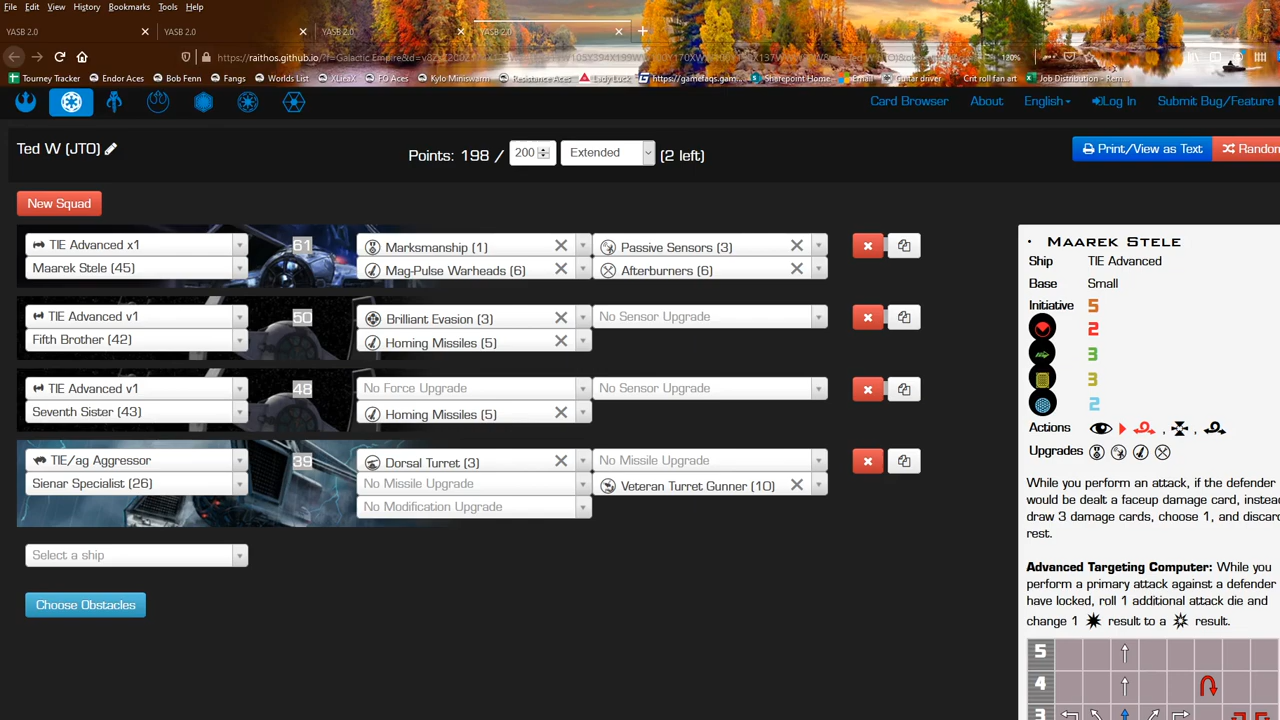 File Edit View History Bookmarks Tools Help
YASB 2.0 YASB 2.0 YASB 2.0 YASB 2.0
120%
Tourney Tracker Endor Aces Bob Fenn Fangs Worlds List XLeaX FO Aces Kylo Miniswarm Resistance Aces Lady Luck https://gamefaqs.gam... Sharepoint Home... Email Guitar driver Cnt roll fan art Job Distribution - Rem...
Card Browser About English Log In Submit Bug/Feature
Ted W (JTO) Points: 198 / 200 Extended (2 left) Print/View as Text Random
New Squad
TIE Advanced x1 61 Marksmanship (1) Passive Sensors (3)
Maarek Stele (45) Mag-Pulse Warheads (6) Afterburners (6)
TIE Advanced v1 50 Brilliant Evasion (3) No Sensor Upgrade
Fifth Brother (42) Homing Missiles (5)
TIE Advanced v1 48 No Force Upgrade No Sensor Upgrade
Seventh Sister (43) Homing Missiles (5)
TIE/ag Aggressor 39 Dorsal Turret (3) No Missile Upgrade
Sienar Specialist (26) No Missile Upgrade Veteran Turret Gunner (10)
No Modification Upgrade
Select a ship
Choose Obstacles
· Maarek Stele
Ship TIE Advanced
Base Small
Initiative 5
2
3
3
2
Actions , ,
Upgrades
While you perform an attack, if the defender
would be dealt a faceup damage card, instead
draw 3 damage cards, choose 1, and discard
rest.
Advanced Targeting Computer: While you
perform a primary attack against a defender
have locked, roll 1 additional attack die and
change 1 result to a result.
5
4
3